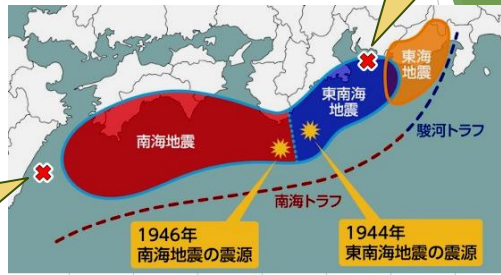 東海
地震
東南海
地震
南海地震
駿河トラフ
南海トラフ
1946年
南海地震の震源
1944年
東南海地震の震源